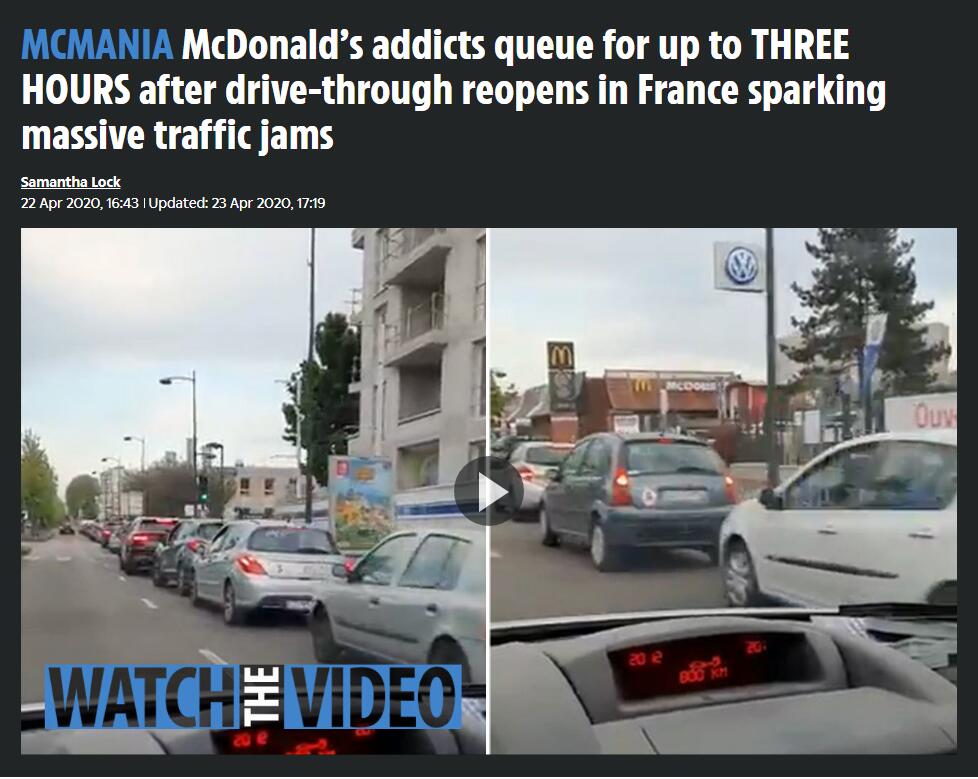 MCMANIA McDonald's addicts queue for up to THREE
HOURS after drive-through reopens in France sparking
massive traffic jams
Samantha Lock
22 Apr 2020, 16:43 | Updated: 23 Apr 2020, 17:19
WATCH THE VIDEO